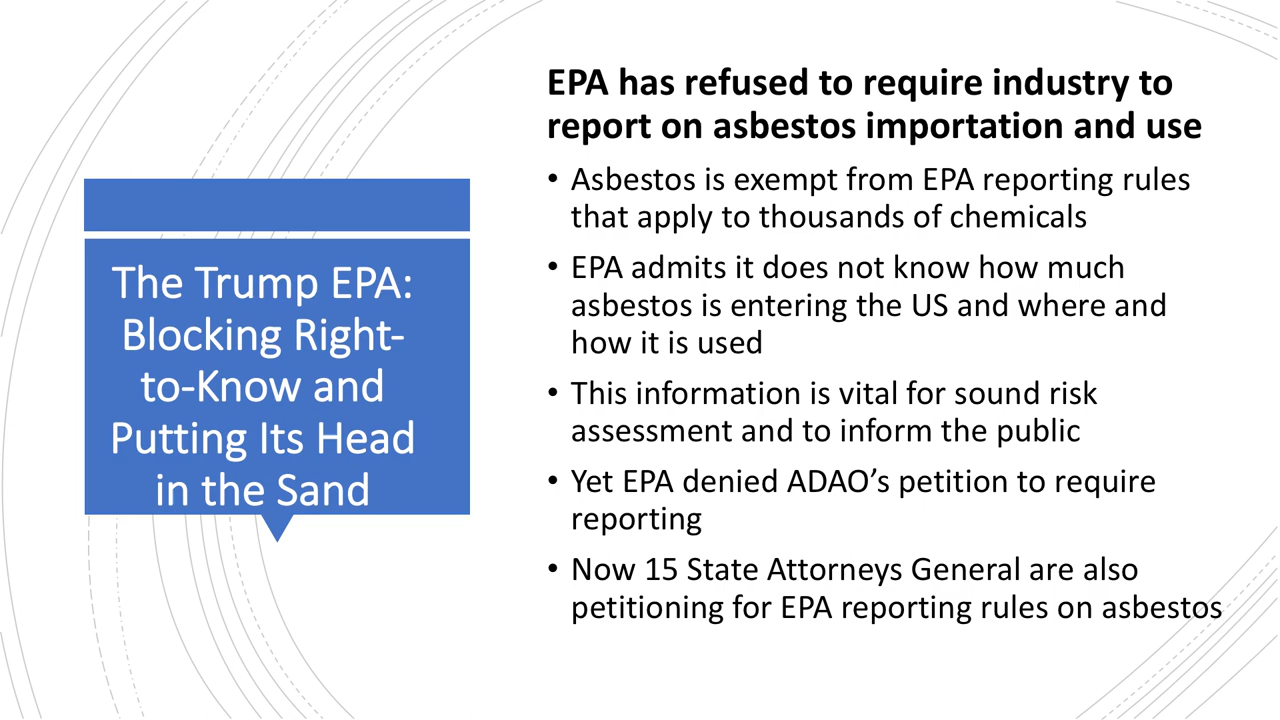 The Trump EPA:
Blocking Right-
to-Know and
Putting Its Head
in the Sand
EPA has refused to require industry to
report on asbestos importation and use
• Asbestos is exempt from EPA reporting rules
that apply to thousands of chemicals
• EPA admits it does not know how much
asbestos is entering the US and where and
how it is used
• This information is vital for sound risk
assessment and to inform the public
• Yet EPA denied ADAO’s petition to require
reporting
• Now 15 State Attorneys General are also
petitioning for EPA reporting rules on asbestos